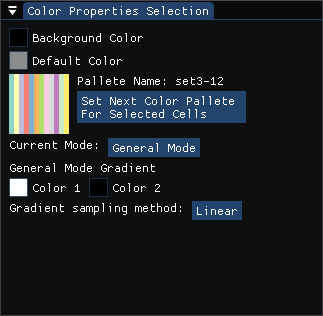 Color Properties Selection
Background Color
Default Color
Pallete Name: set3-12
Set Next Color Pallete
For Selected Cells
Current Mode: General Mode
General Mode Gradient
Color 1 Color 2
Gradient sampling method: Linear